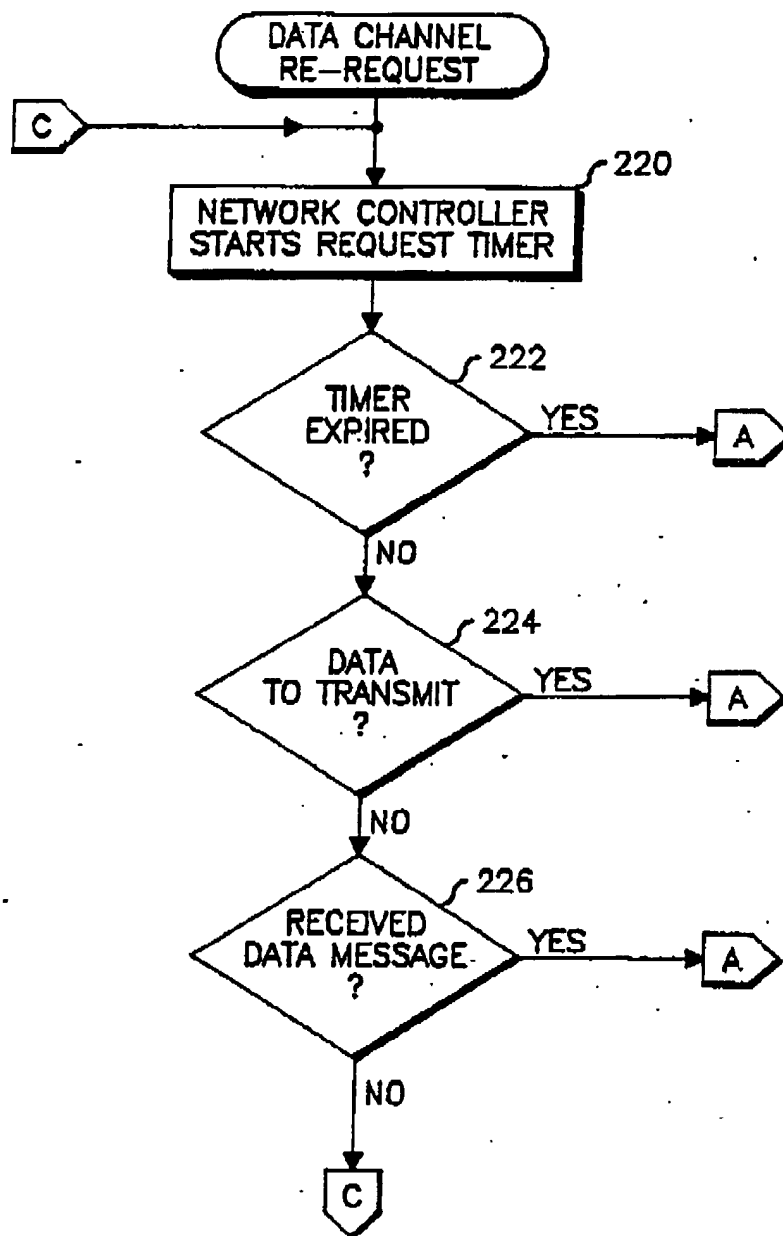 DATA CHANNEL
RE-REQUEST
C
220
NETWORK CONTROLLER
STARTS REQUEST TIMER
222
TIMER
EXPIRED
?
YES
A
NO
224
DATA
TO TRANSMIT
?
YES
A
NO
226
RECEIVED
DATA MESSAGE
?
YES
A
NO
C